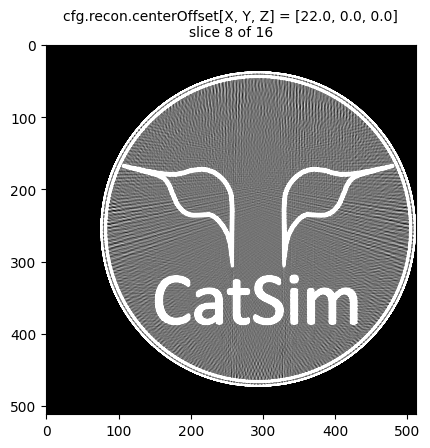 cfg.recon.centerOffset[X, Y, Z] = [22.0, 0.0, 0.0]
slice 8 of 16
0
100
200
300
400
500
CatSim
0 100 200 300 400 500